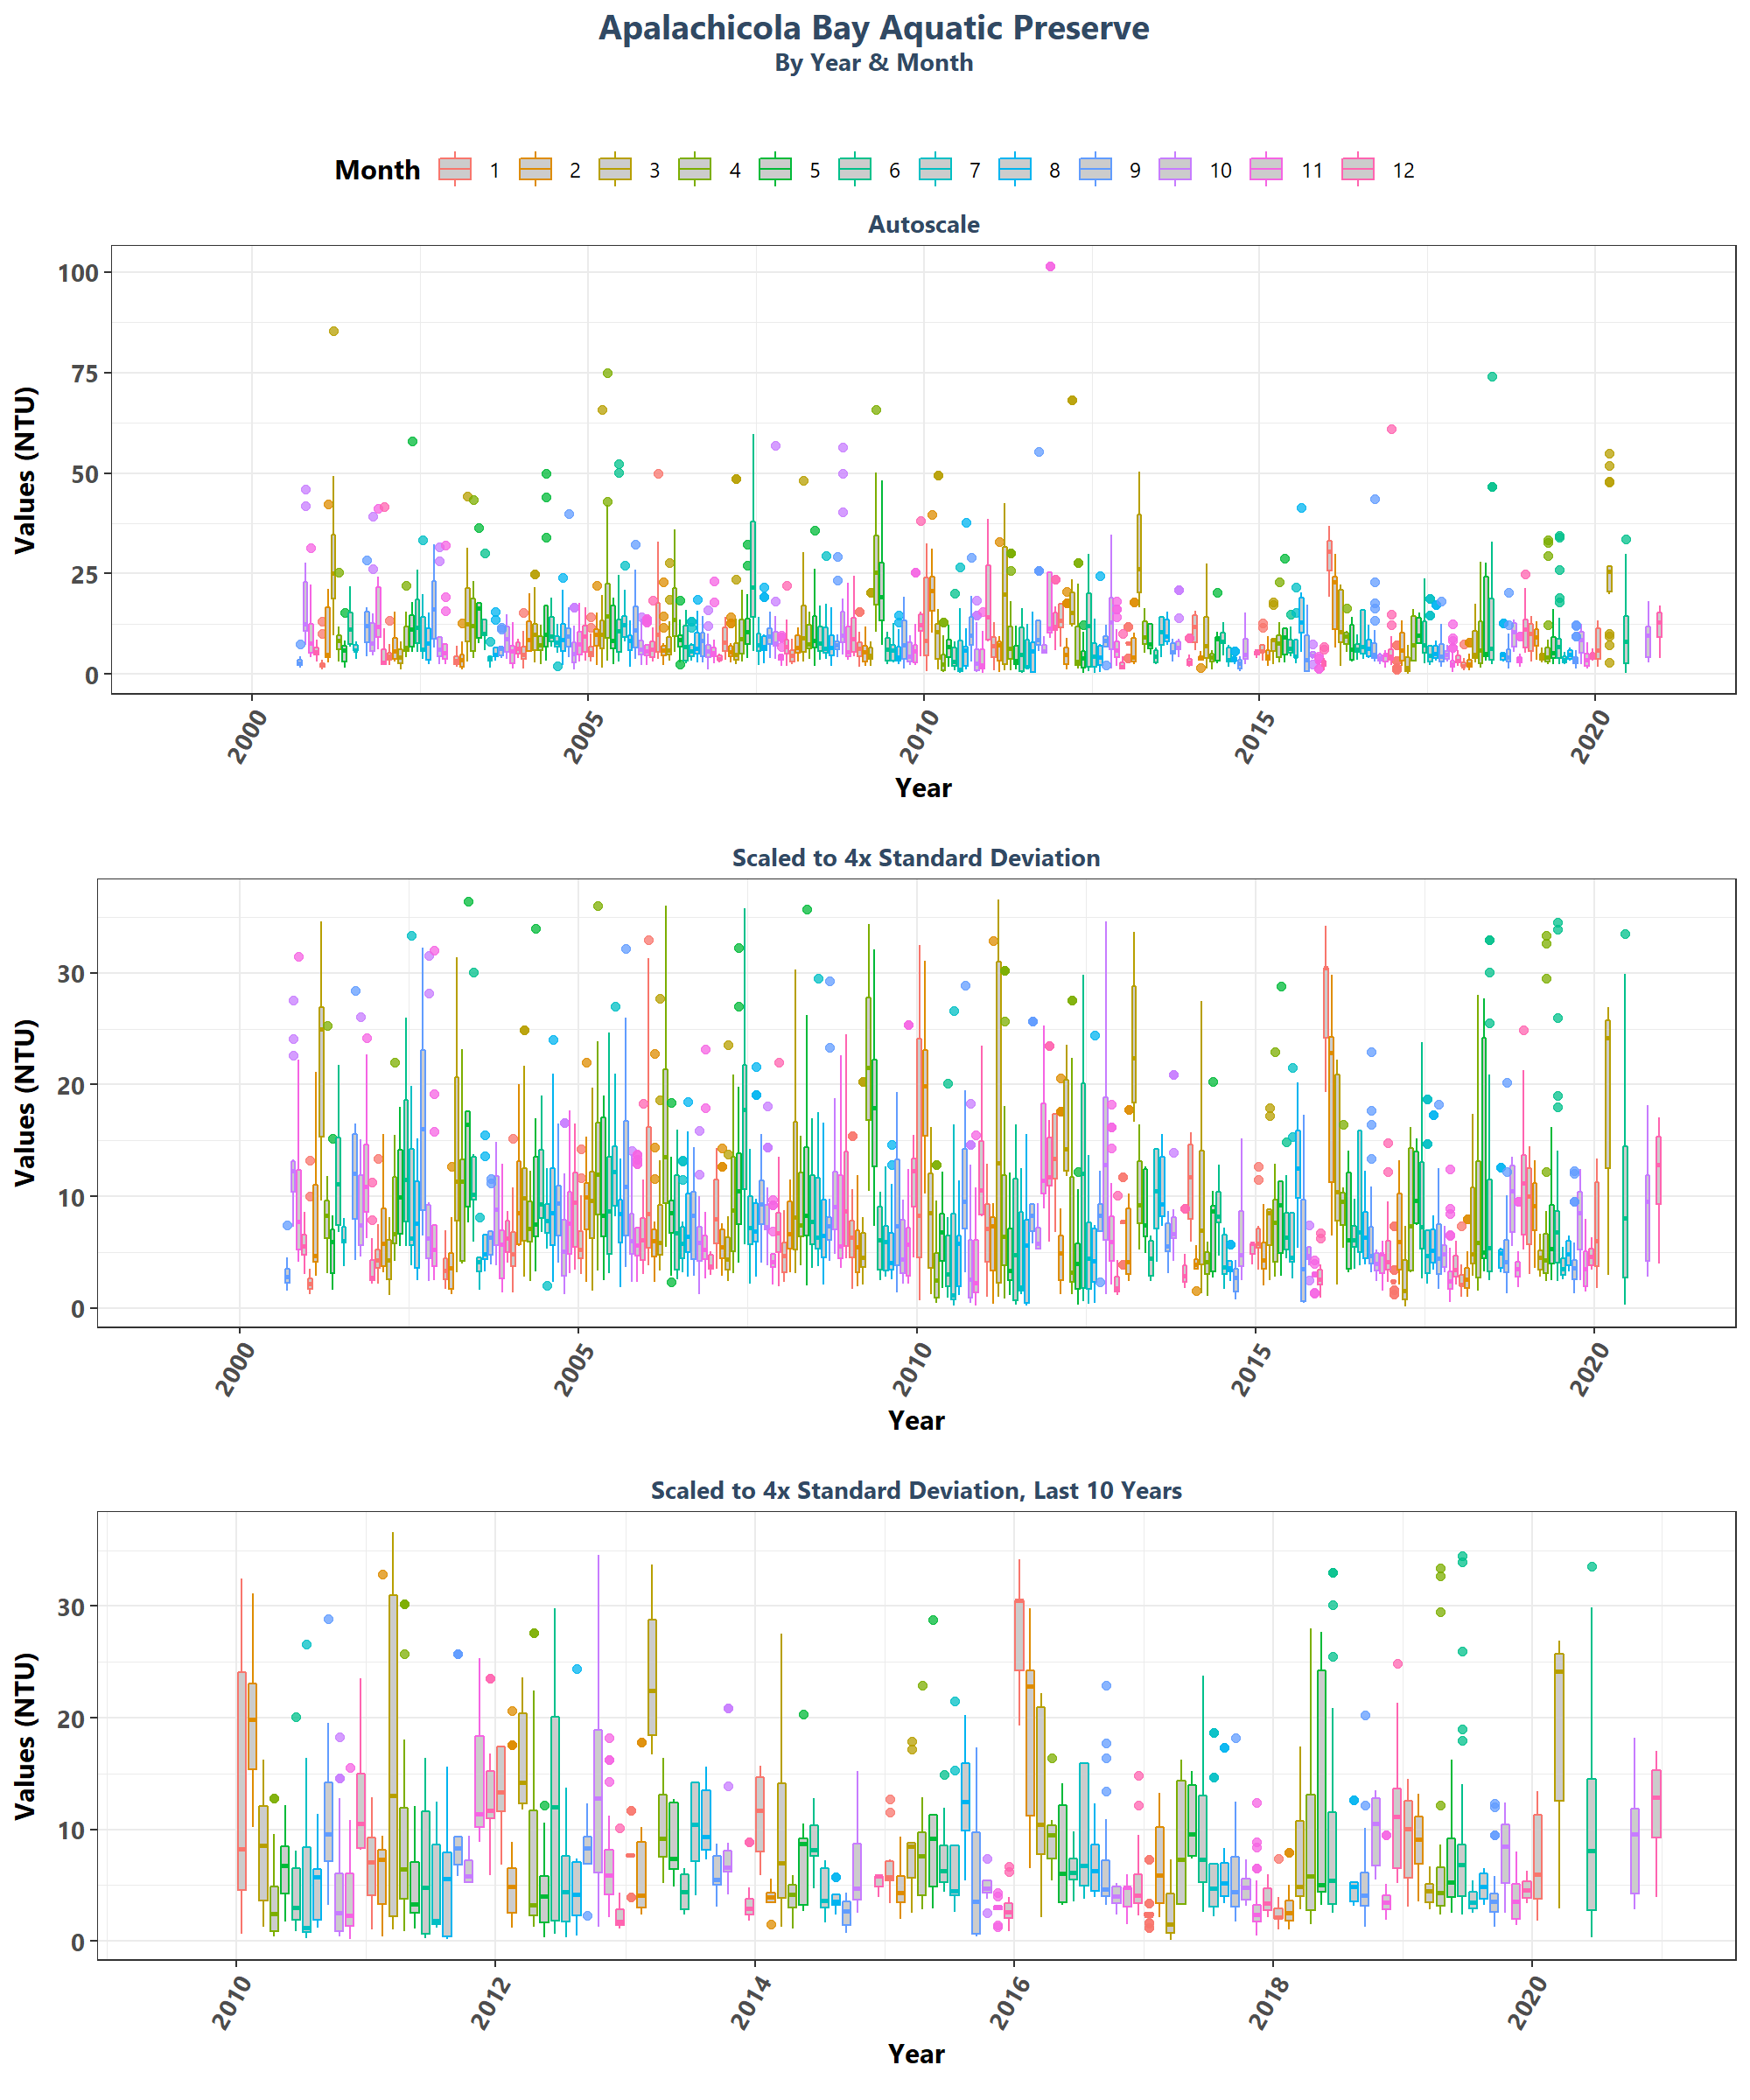 Apalachicola Bay Aquatic Preserve
By Year & Month
Month 1 2 3 4 5 6 7 8 9 10 11 12
Autoscale
Values (NTU)
100
75
50
25
0
2000 2005 2010 2015 2020
Year
Scaled to 4x Standard Deviation
Values (NTU)
30
20
10
0
2000 2005 2010 2015 2020
Year
Scaled to 4x Standard Deviation, Last 10 Years
Values (NTU)
30
20
10
0
2010 2012 2014 2016 2018 2020
Year